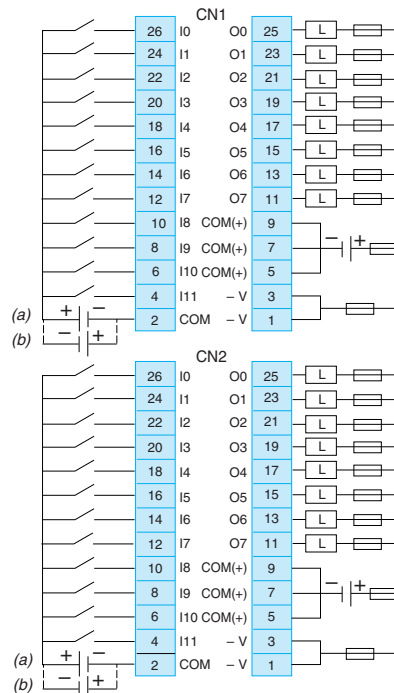 CN1
26 I0 O0 25 L
24 I1 O1 23 L
22 I2 O2 21 L
20 I3 O3 19 L
18 I4 O4 17 L
16 I5 O5 15 L
14 I6 O6 13 L
12 I7 O7 11 L
10 I8 COM(+) 9
8 I9 COM(+) 7 − +
6 I10 COM(+) 5
4 I11 − V 3
(a) + − 2 COM − V 1
(b) − +
CN2
26 I0 O0 25 L
24 I1 O1 23 L
22 I2 O2 21 L
20 I3 O3 19 L
18 I4 O4 17 L
16 I5 O5 15 L
14 I6 O6 13 L
12 I7 O7 11 L
10 I8 COM(+) 9
8 I9 COM(+) 7 − +
6 I10 COM(+) 5
4 I11 − V 3
(a) + − 2 COM − V 1
(b) − +